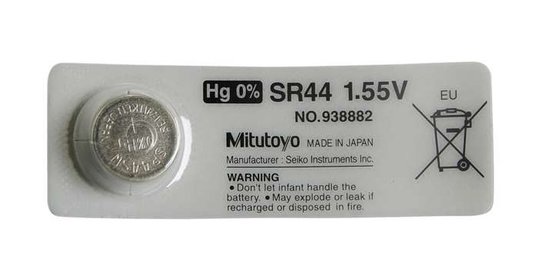 Hg 0% SR44 1.55V
NO.938882
EU
Mitutoyo MADE IN JAPAN
Manufacturer : Seiko Instruments Inc.
WARNING
• Don't let infant handle the
battery. • May explode or leak if
recharged or disposed in fire.